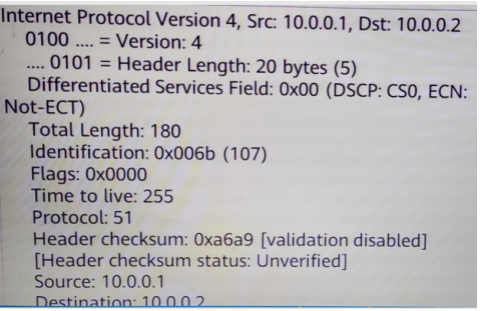 Internet Protocol Version 4, Src: 10.0.0.1, Dst: 10.0.0.2
0100 .... = Version: 4
.... 0101 = Header Length: 20 bytes (5)
Differentiated Services Field: 0x00 (DSCP: CS0, ECN:
Not-ECT)
Total Length: 180
Identification: 0x006b (107)
Flags: 0x0000
Time to live: 255
Protocol: 51
Header checksum: 0xa6a9 [validation disabled]
[Header checksum status: Unverified]
Source: 10.0.0.1
Destination: 10.0.0.2